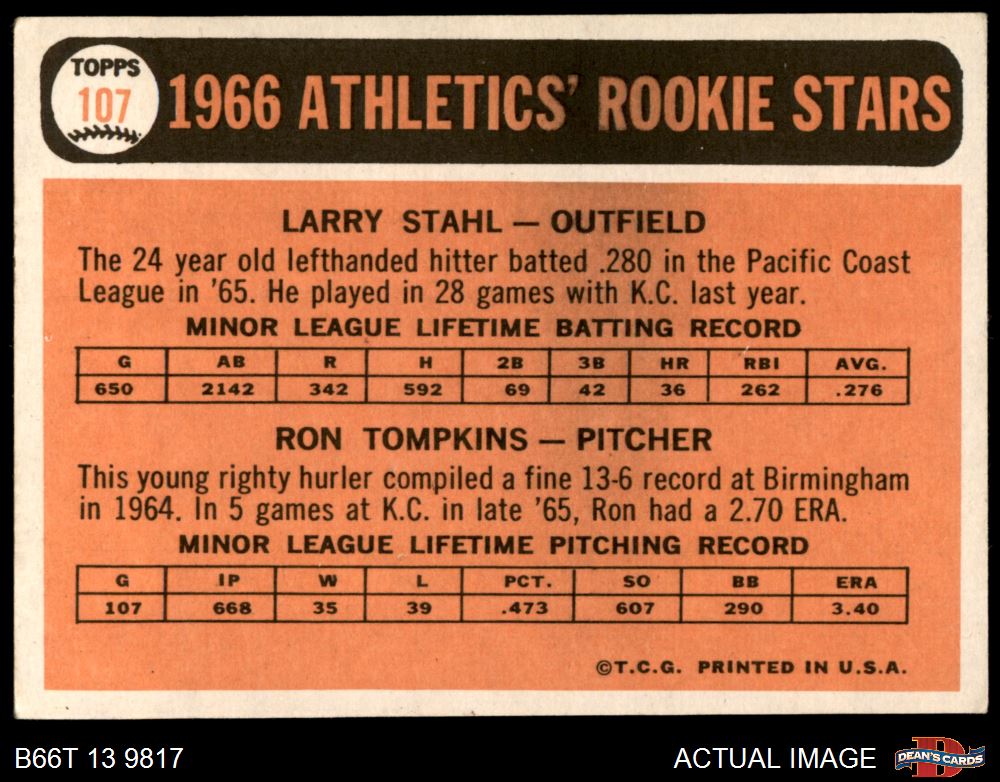 TOPPS
107
1966 ATHLETICS' ROOKIE STARS
LARRY STAHL — OUTFIELD
The 24 year old lefthanded hitter batted .280 in the Pacific Coast
League in '65. He played in 28 games with K.C. last year.
MINOR LEAGUE LIFETIME BATTING RECORD
G AB R H 2B 3B HR RBI AVG.
650 2142 342 592 69 42 36 262 .276
RON TOMPKINS — PITCHER
This young righty hurler compiled a fine 13-6 record at Birmingham
in 1964. In 5 games at K.C. in late '65, Ron had a 2.70 ERA.
MINOR LEAGUE LIFETIME PITCHING RECORD
G IP W L PCT. SO BB ERA
107 668 35 39 .473 607 290 3.40
©T.C.G. PRINTED IN U.S.A.
B66T 13 9817
ACTUAL IMAGE
D
DEAN'S CARDS